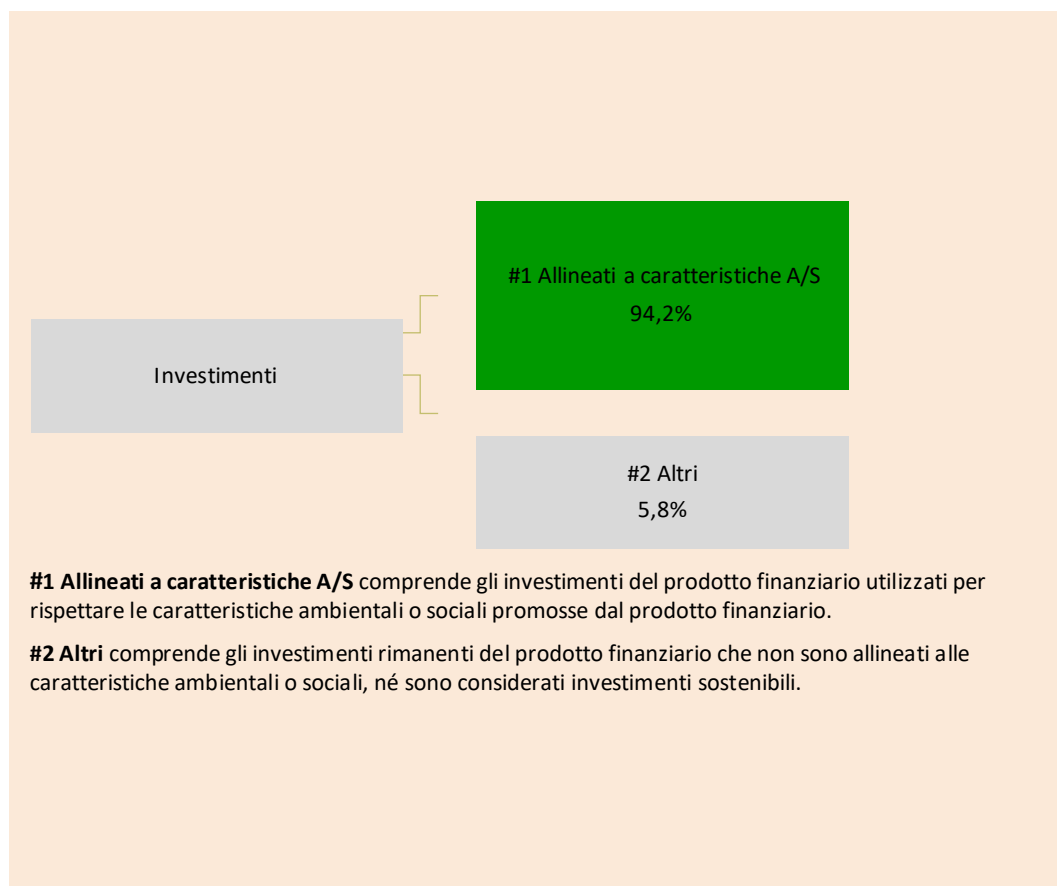 #1 Allineati a caratteristiche A/S
94,2%
Investimenti
#2 Altri
5,8%
#1 Allineati a caratteristiche A/S comprende gli investimenti del prodotto finanziario utilizzati per
rispettare le caratteristiche ambientali o sociali promosse dal prodotto finanziario.
#2 Altri comprende gli investimenti rimanenti del prodotto finanziario che non sono allineati alle
caratteristiche ambientali o sociali, né sono considerati investimenti sostenibili.